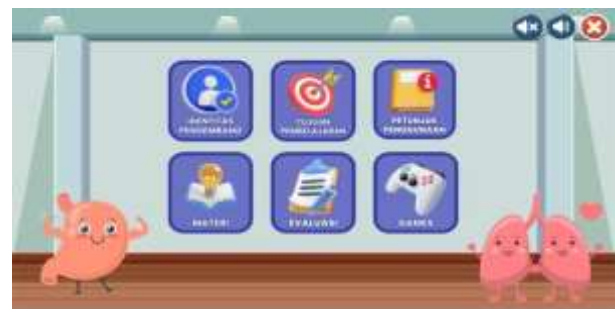 IDENTITAS
PENGEMBANG
TUJUAN
PEMBELAJARAN
PETUNJUK
PENGGUNAAN
MATERI
EVALUASI
GAMES